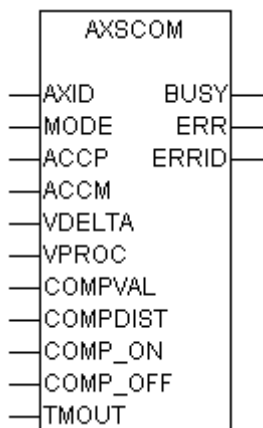 AXSCOM
AXID BUSY
MODE ERR
ACCP ERRID
ACCM
VDELTA
VPROC
COMPVAL
COMPDIST
COMP_ON
COMP_OFF
TMOUT